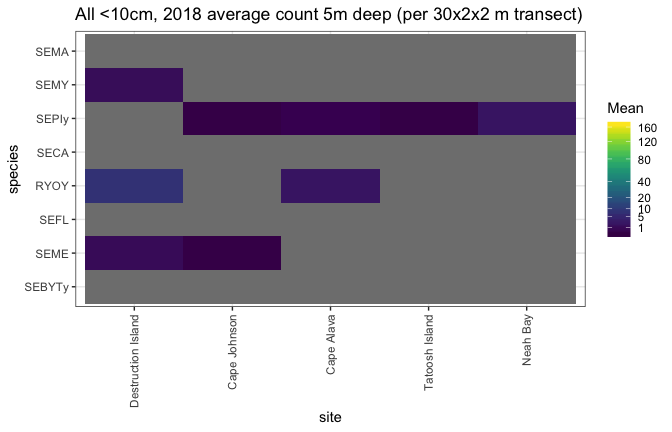 All <10cm, 2018 average count 5m deep (per 30x2x2 m transect)
species
SEMA
SEMY
SEPIy
SECA
RYOY
SEFL
SEME
SEBYTy
Destruction Island
Cape Johnson
Cape Alava
Tatoosh Island
Neah Bay
site
Mean
160
120
80
40
20
10
5
1